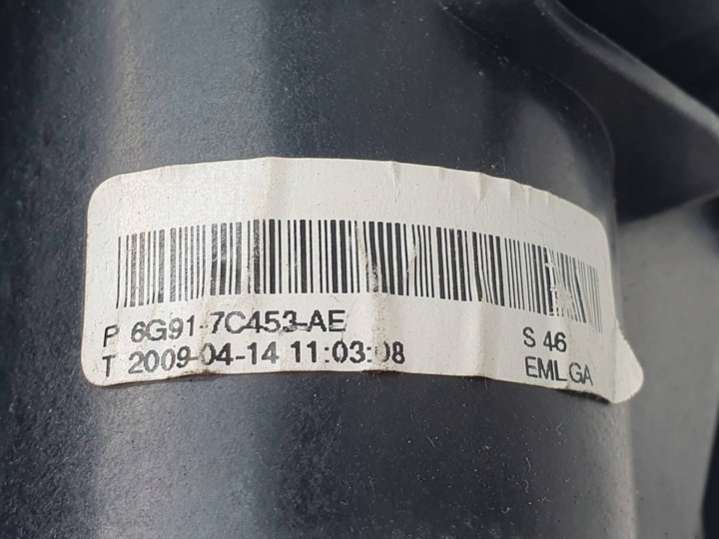 P 6G91-7C453-AE
S 46
T 2009-04-14 11:03:08
EML GA